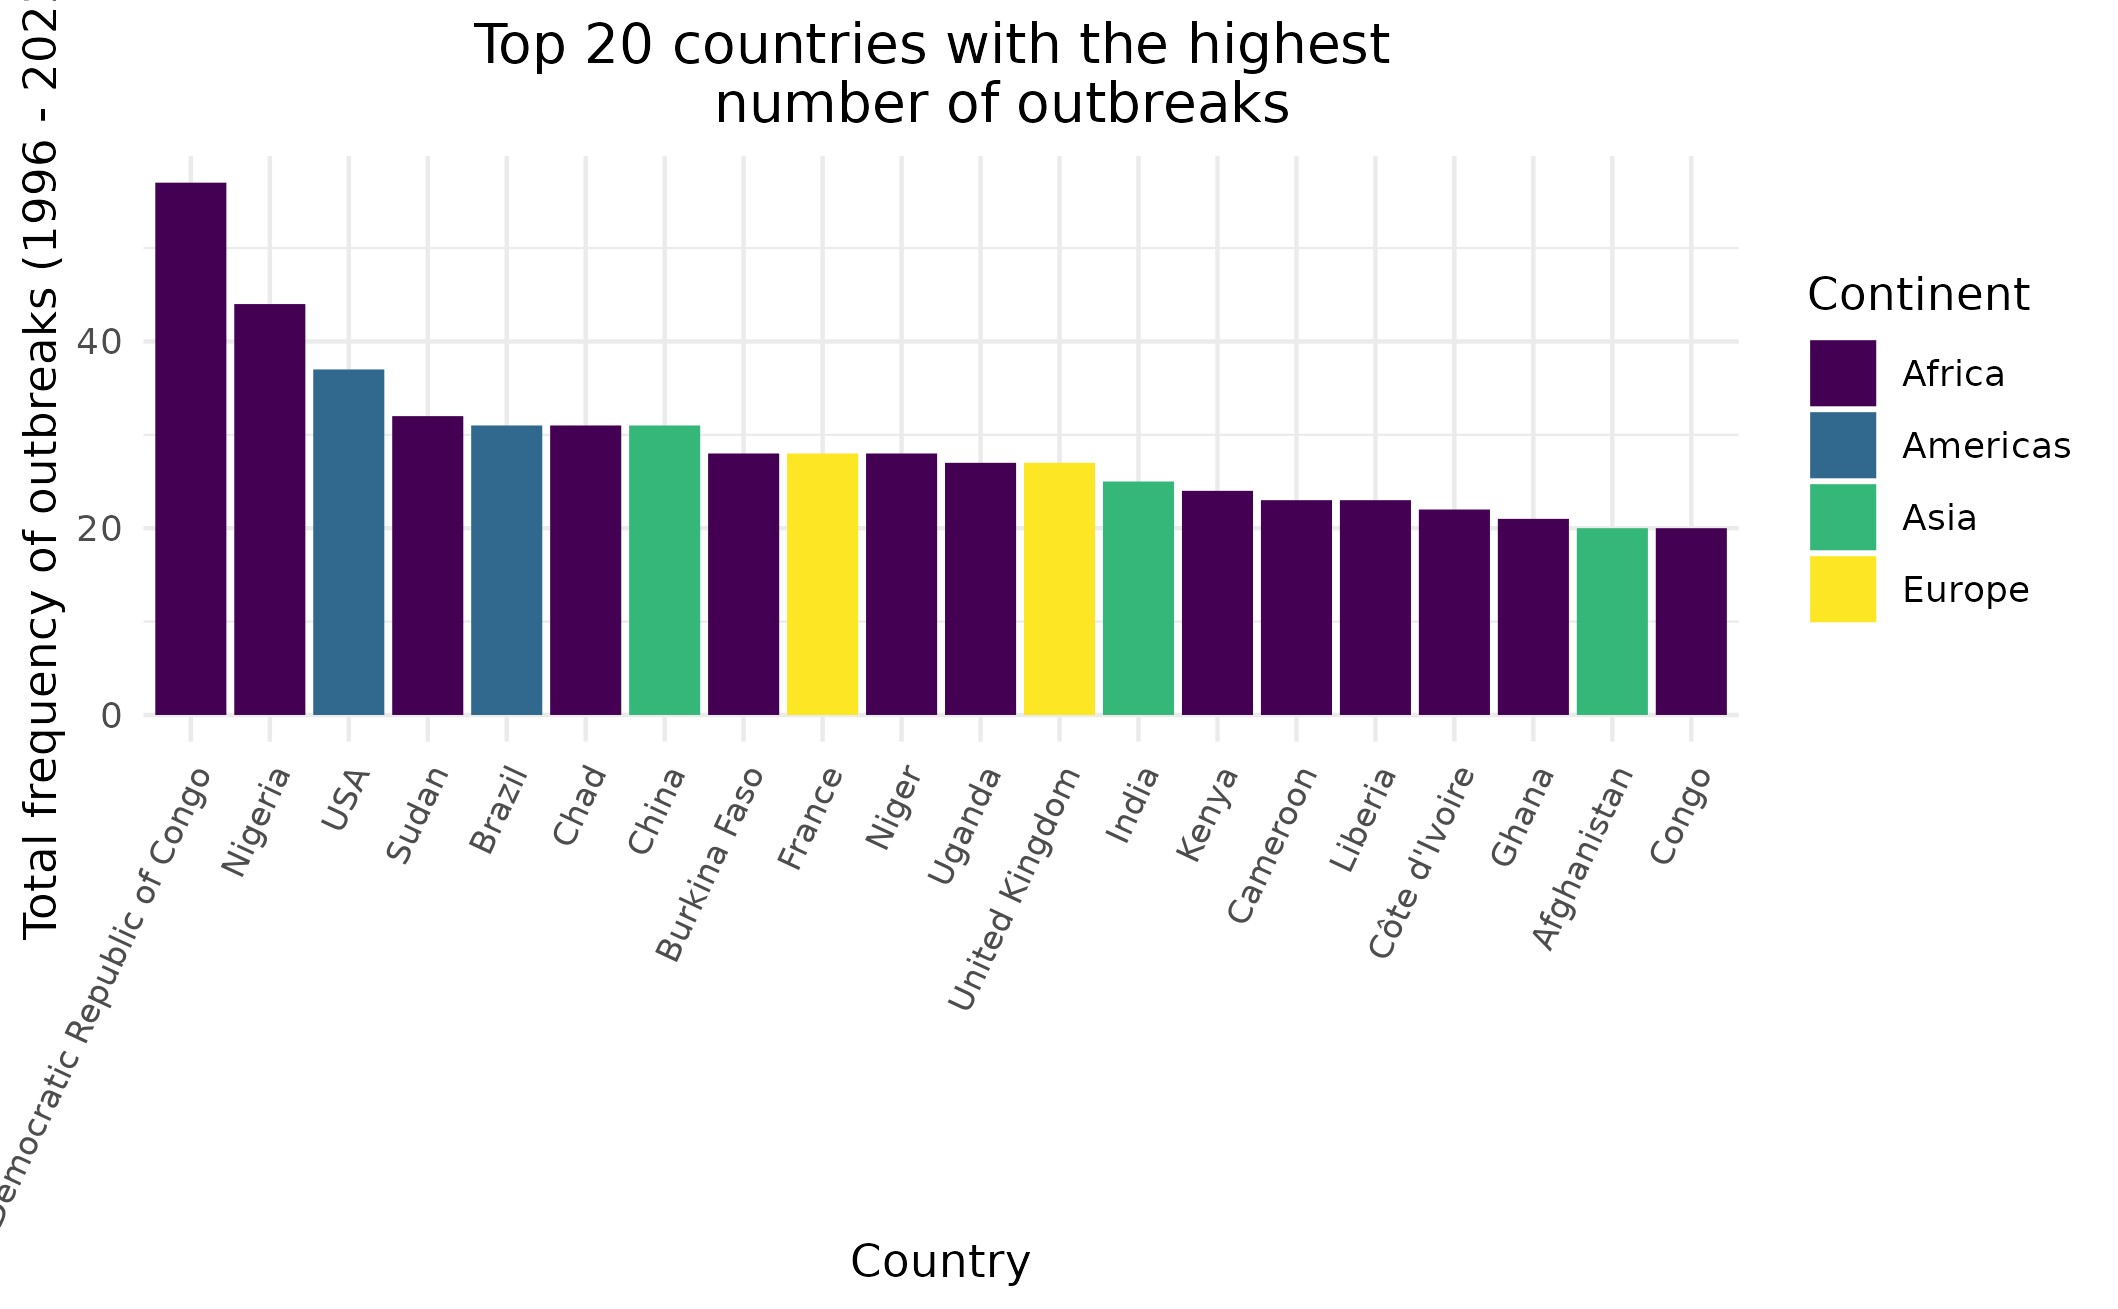 Top 20 countries with the highest
number of outbreaks
Total frequency of outbreaks (1996 -
40
20
0
Democratic Republic of Congo
Nigeria
USA
Sudan
Brazil
Chad
China
Burkina Faso
France
Niger
Uganda
United Kingdom
India
Kenya
Cameroon
Liberia
Côte d'Ivoire
Ghana
Afghanistan
Congo
Country
Continent
Africa
Americas
Asia
Europe